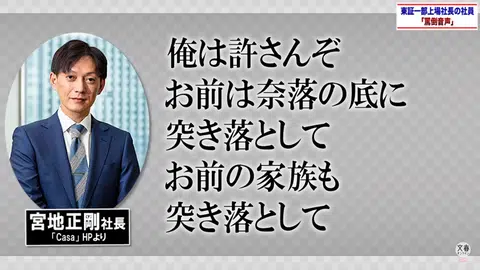 東証一部上場社長の社員
「罵倒音声」
俺は許さんぞ
お前は奈落の底に
突き落として
お前の家族も
突き落として
宮地正剛社長
「Casa」HPより
文春